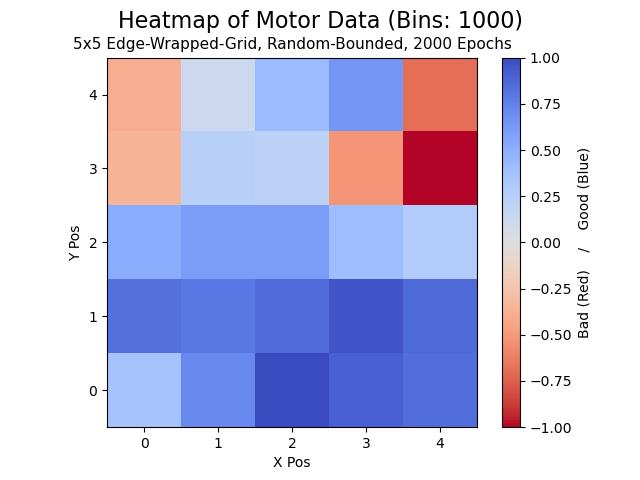 Heatmap of Motor Data (Bins: 1000)
5x5 Edge-Wrapped-Grid, Random-Bounded, 2000 Epochs
4
3
2
1
0
Y Pos
0 1 2 3 4
X Pos
1.00
0.75
0.50
0.25
0.00
−0.25
−0.50
−0.75
−1.00
Bad (Red) / Good (Blue)